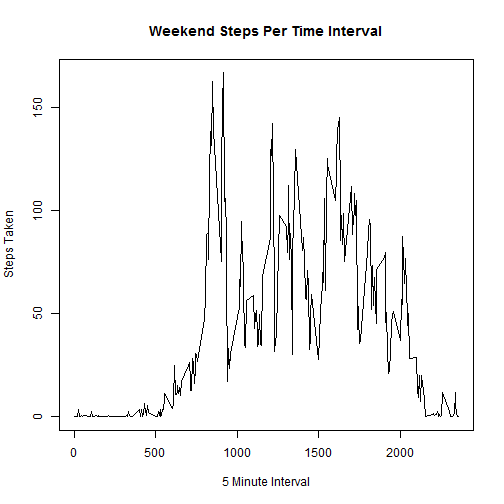 Weekend Steps Per Time Interval
Steps Taken
150
100
50
0
0 500 1000 1500 2000
5 Minute Interval